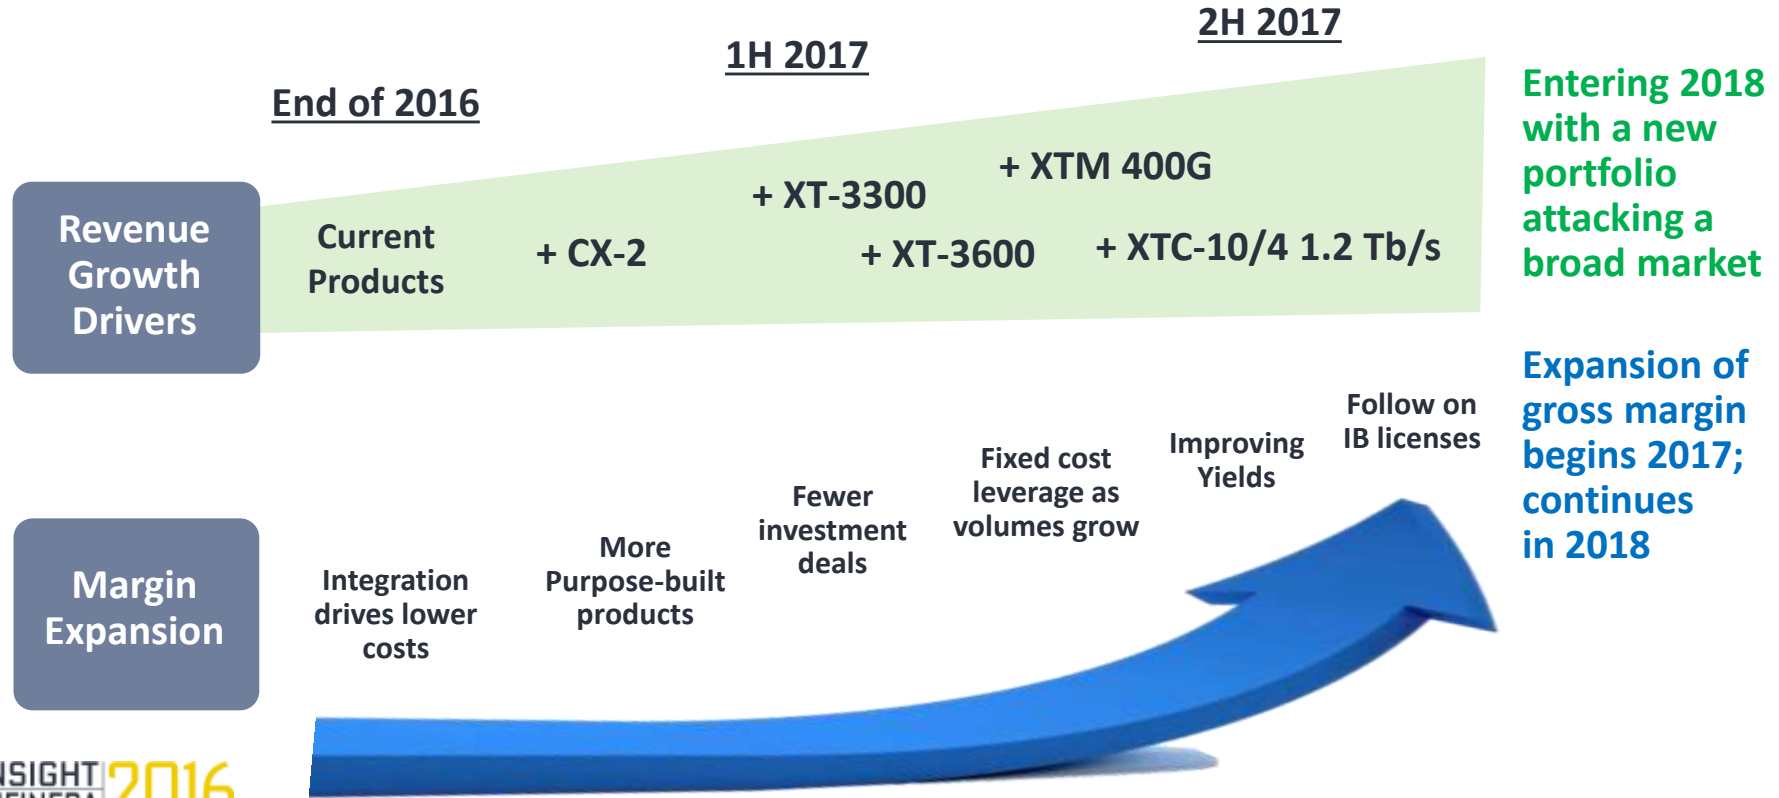 2H 2017
1H 2017
End of 2016
Revenue
Growth
Drivers
Current
Products
+ CX-2
+ XT-3300
+ XT-3600
+ XTM 400G
+ XTC-10/4 1.2 Tb/s
Entering 2018
with a new
portfolio
attacking a
broad market
Margin
Expansion
Integration
drives lower
costs
More
Purpose-built
products
Fewer
investment
deals
Fixed cost
leverage as
volumes grow
Improving
Yields
Follow on
IB licenses
Expansion of
gross margin
begins 2017;
continues
in 2018
NSIGHT
2016